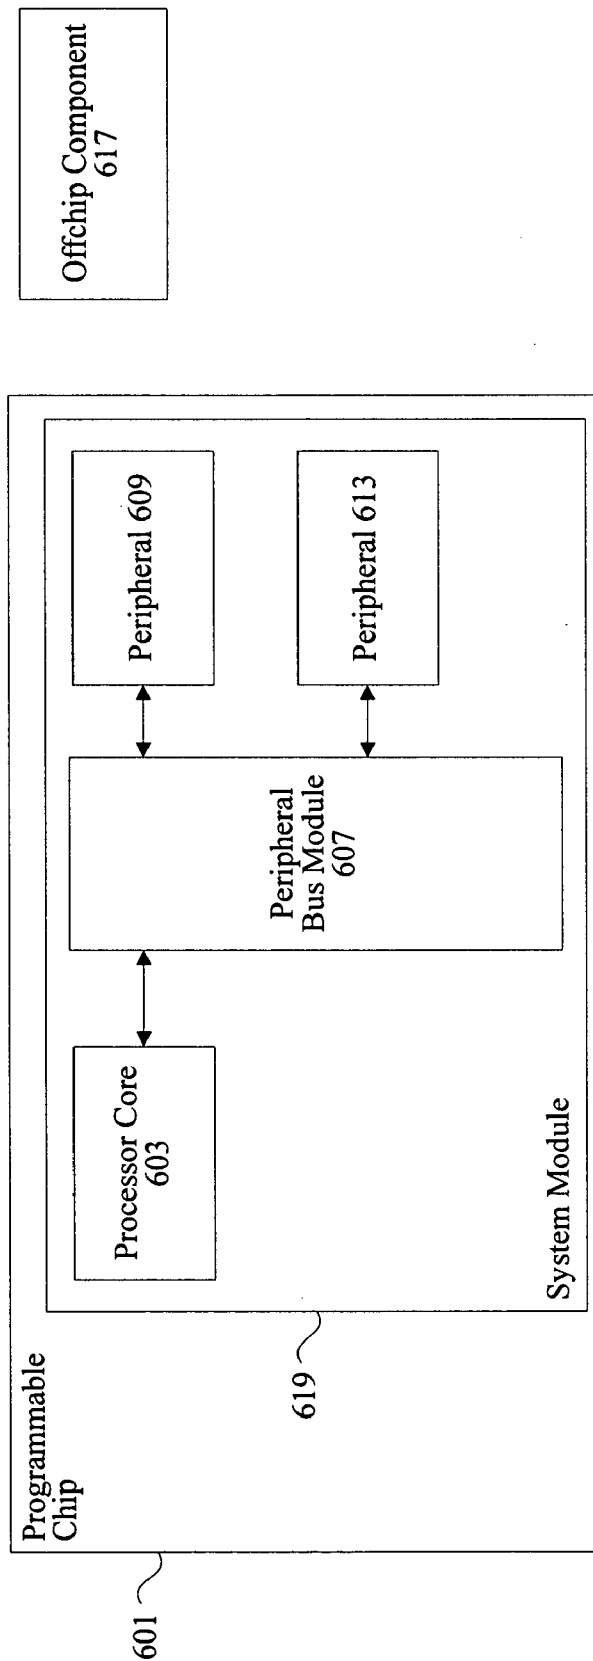 Programmable
Chip
601
619
System Module
Processor Core
603
Peripheral
Bus Module
607
Peripheral 609
Peripheral 613
Offchip Component
617